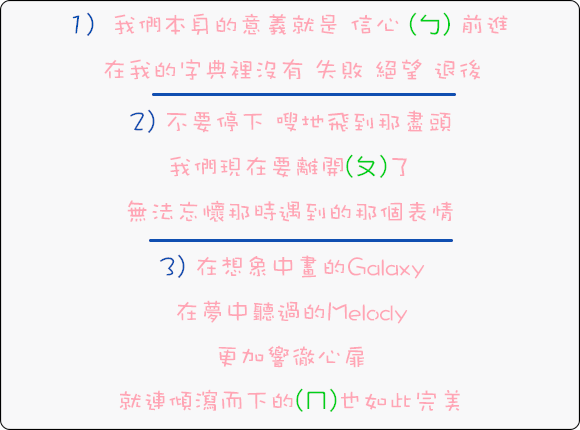 1) 我們本身的意義就是 信心 (ㄅ) 前進
在我的字典裡沒有 失敗 絕望 退後
2) 不要停下 嗖地飛到那盡頭
我們現在要離開(ㄆ)了
無法忘懷那時遇到的那個表情
3) 在想象中畫的Galaxy
在夢中聽過的Melody
更加響徹心扉
就連傾瀉而下的(ㄇ)也如此完美